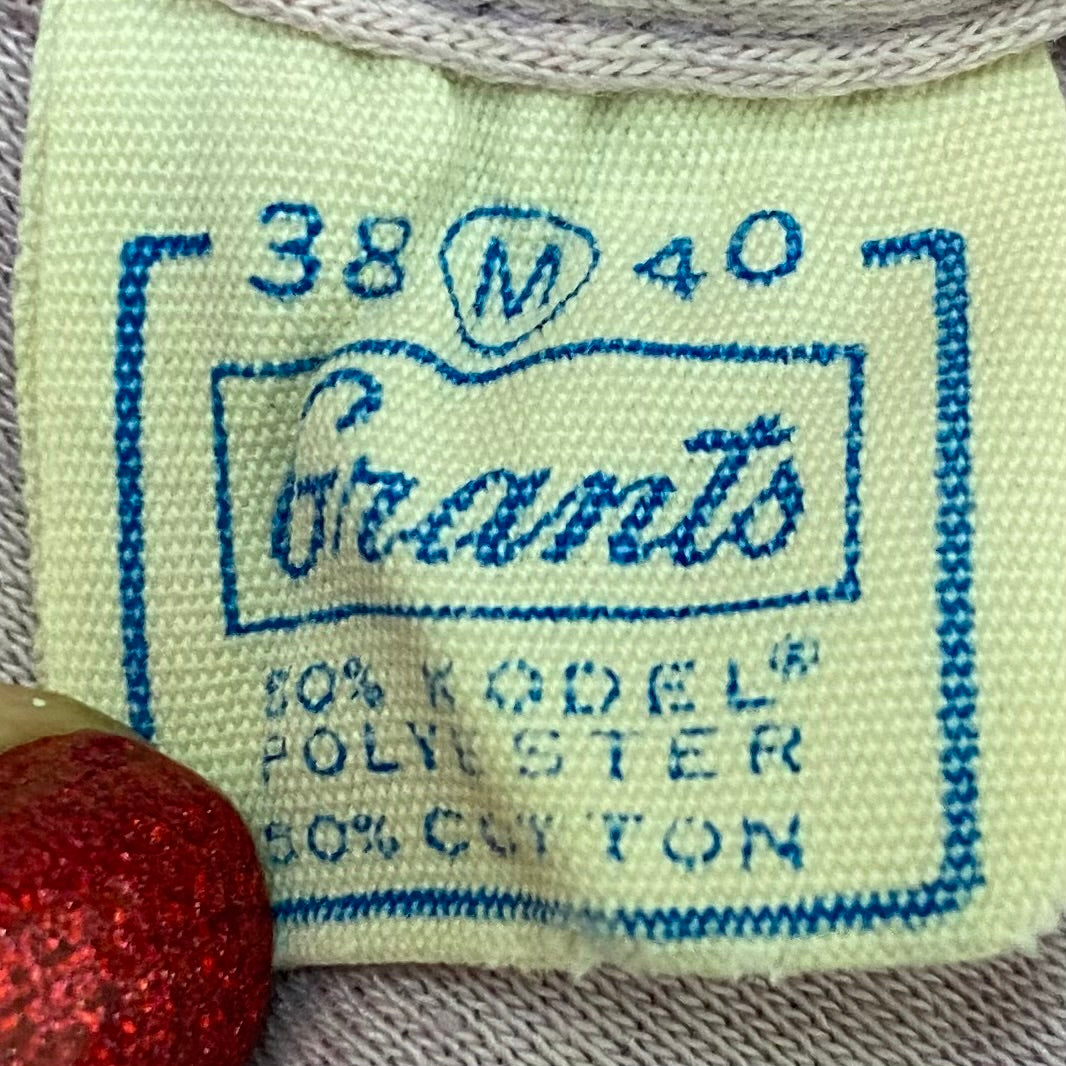 38 M 40
Grants
50% KODEL®
POLYESTER
50% COTTON